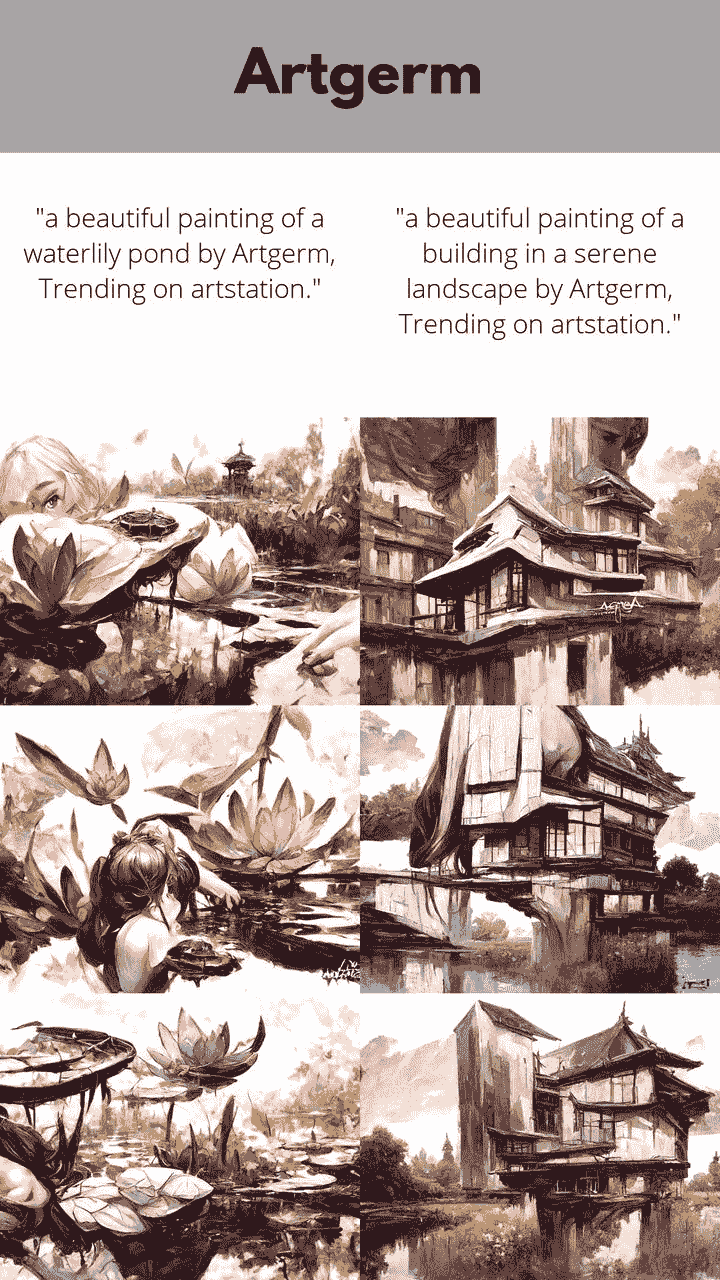 Artgerm
"a beautiful painting of a
waterlily pond by Artgerm,
Trending on artstation."
"a beautiful painting of a
building in a serene
landscape by Artgerm,
Trending on artstation."